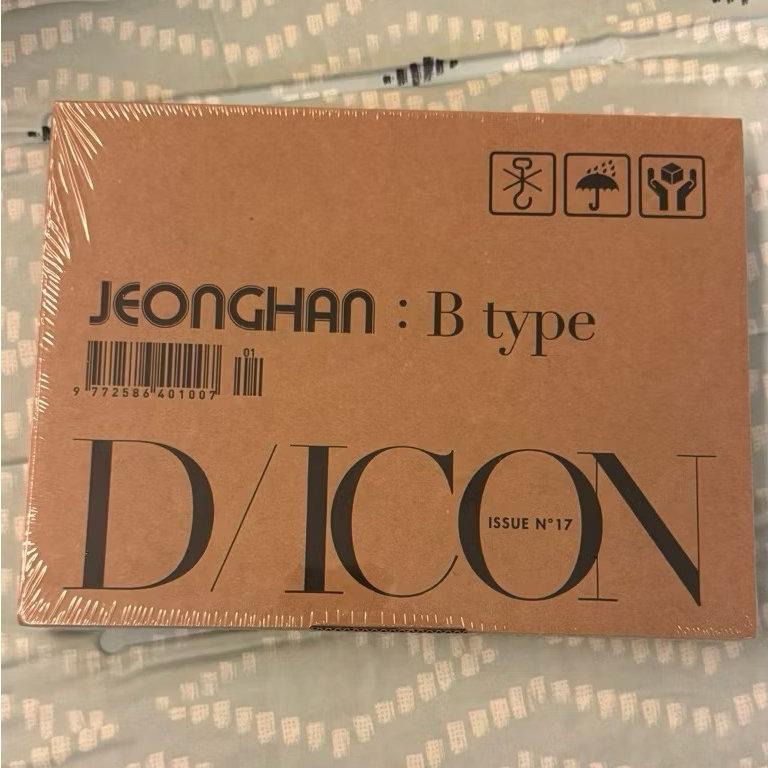 JEONGHAN : B type
01
9 772586 401007
D/ICON
ISSUE N°17